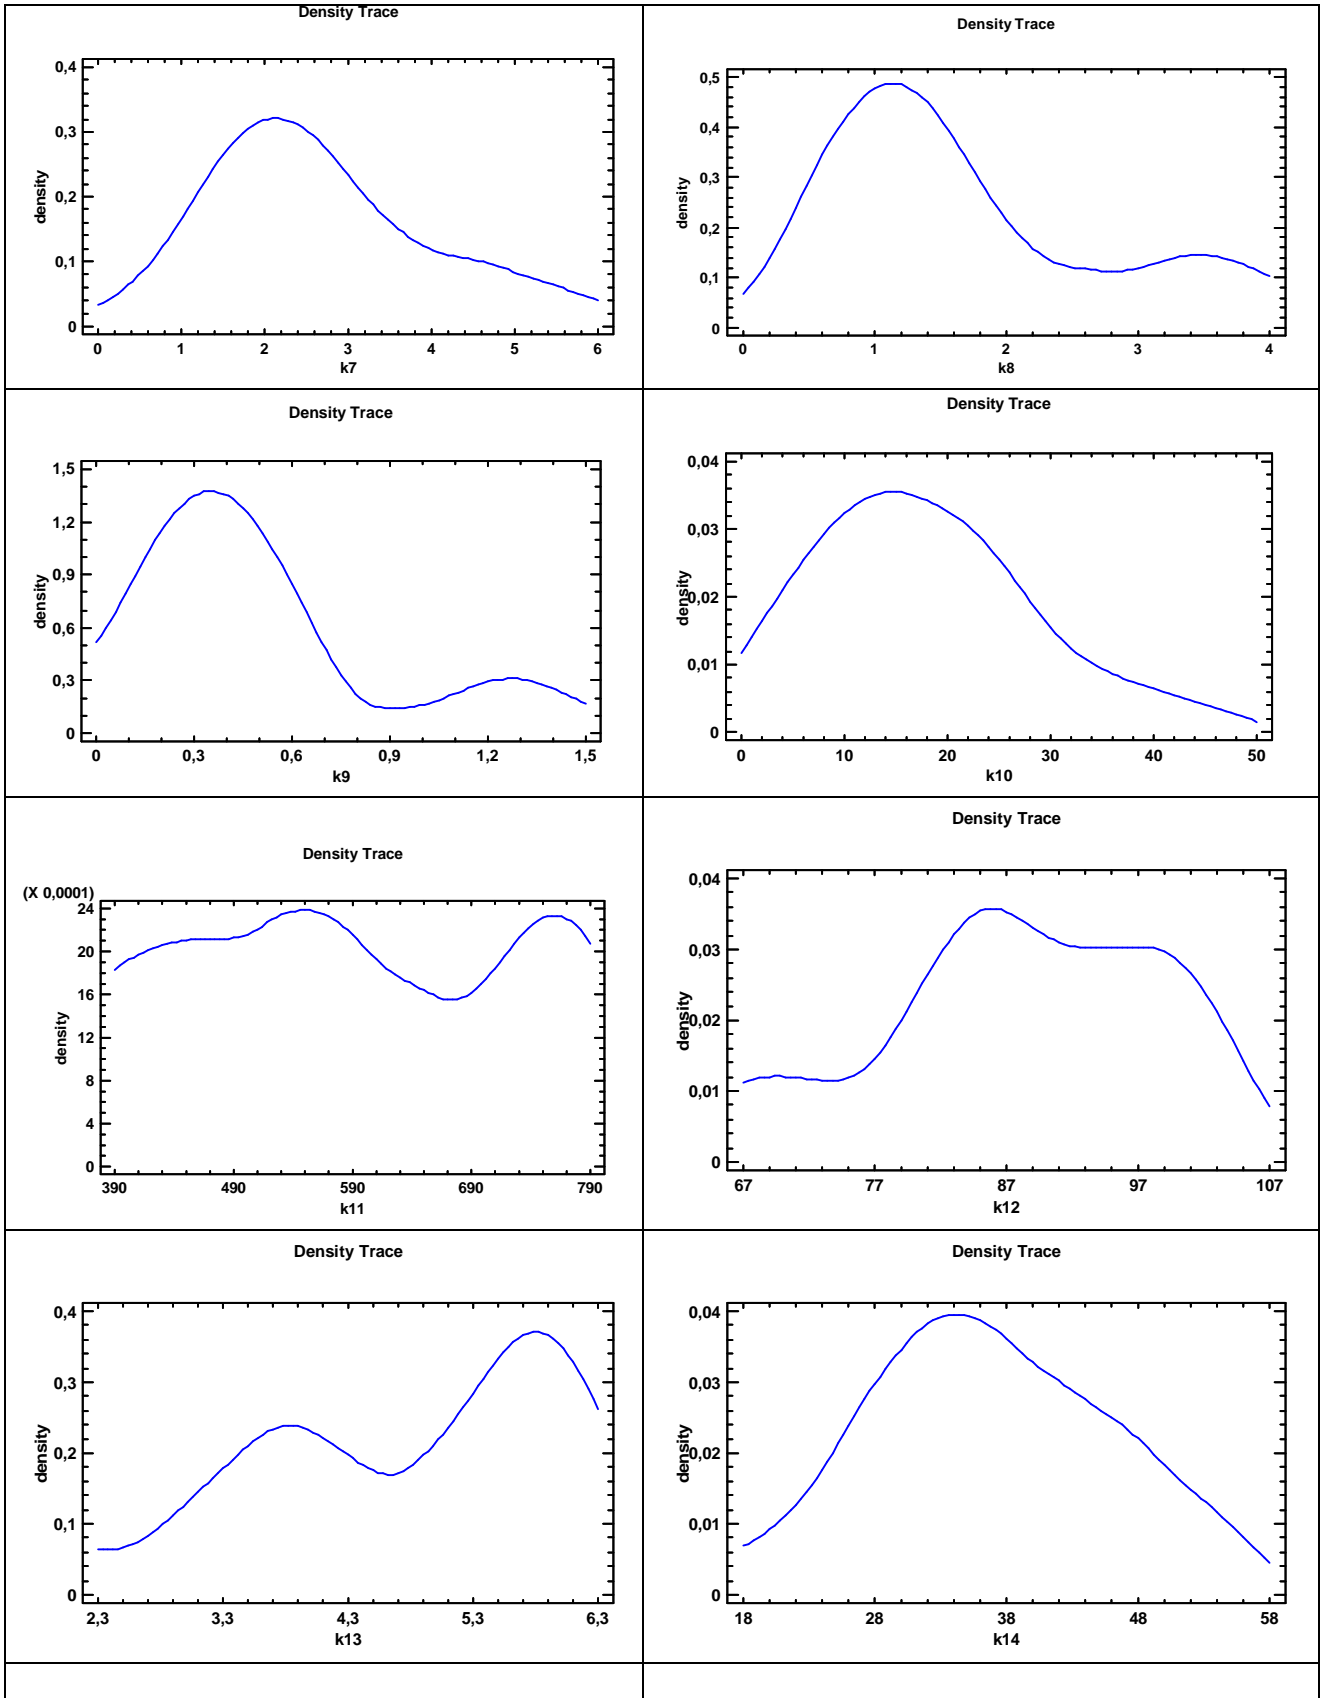 Density Trace
0,4
0,3
0,2
0,1
0
density
0 1 2 3 4 5 6
k7
Density Trace
0,5
0,4
0,3
0,2
0,1
0
density
0 1 2 3 4
k8
Density Trace
1,5
1,2
0,9
0,6
0,3
0
density
0 0,3 0,6 0,9 1,2 1,5
k9
Density Trace
0,04
0,03
0,02
0,01
0
density
0 10 20 30 40 50
k10
Density Trace
(X 0,0001)
24
20
16
12
8
4
0
density
390 490 590 690 790
k11
Density Trace
0,04
0,03
0,02
0,01
0
density
67 77 87 97 107
k12
Density Trace
0,4
0,3
0,2
0,1
0
density
2,3 3,3 4,3 5,3 6,3
k13
Density Trace
0,04
0,03
0,02
0,01
0
density
18 28 38 48 58
k14